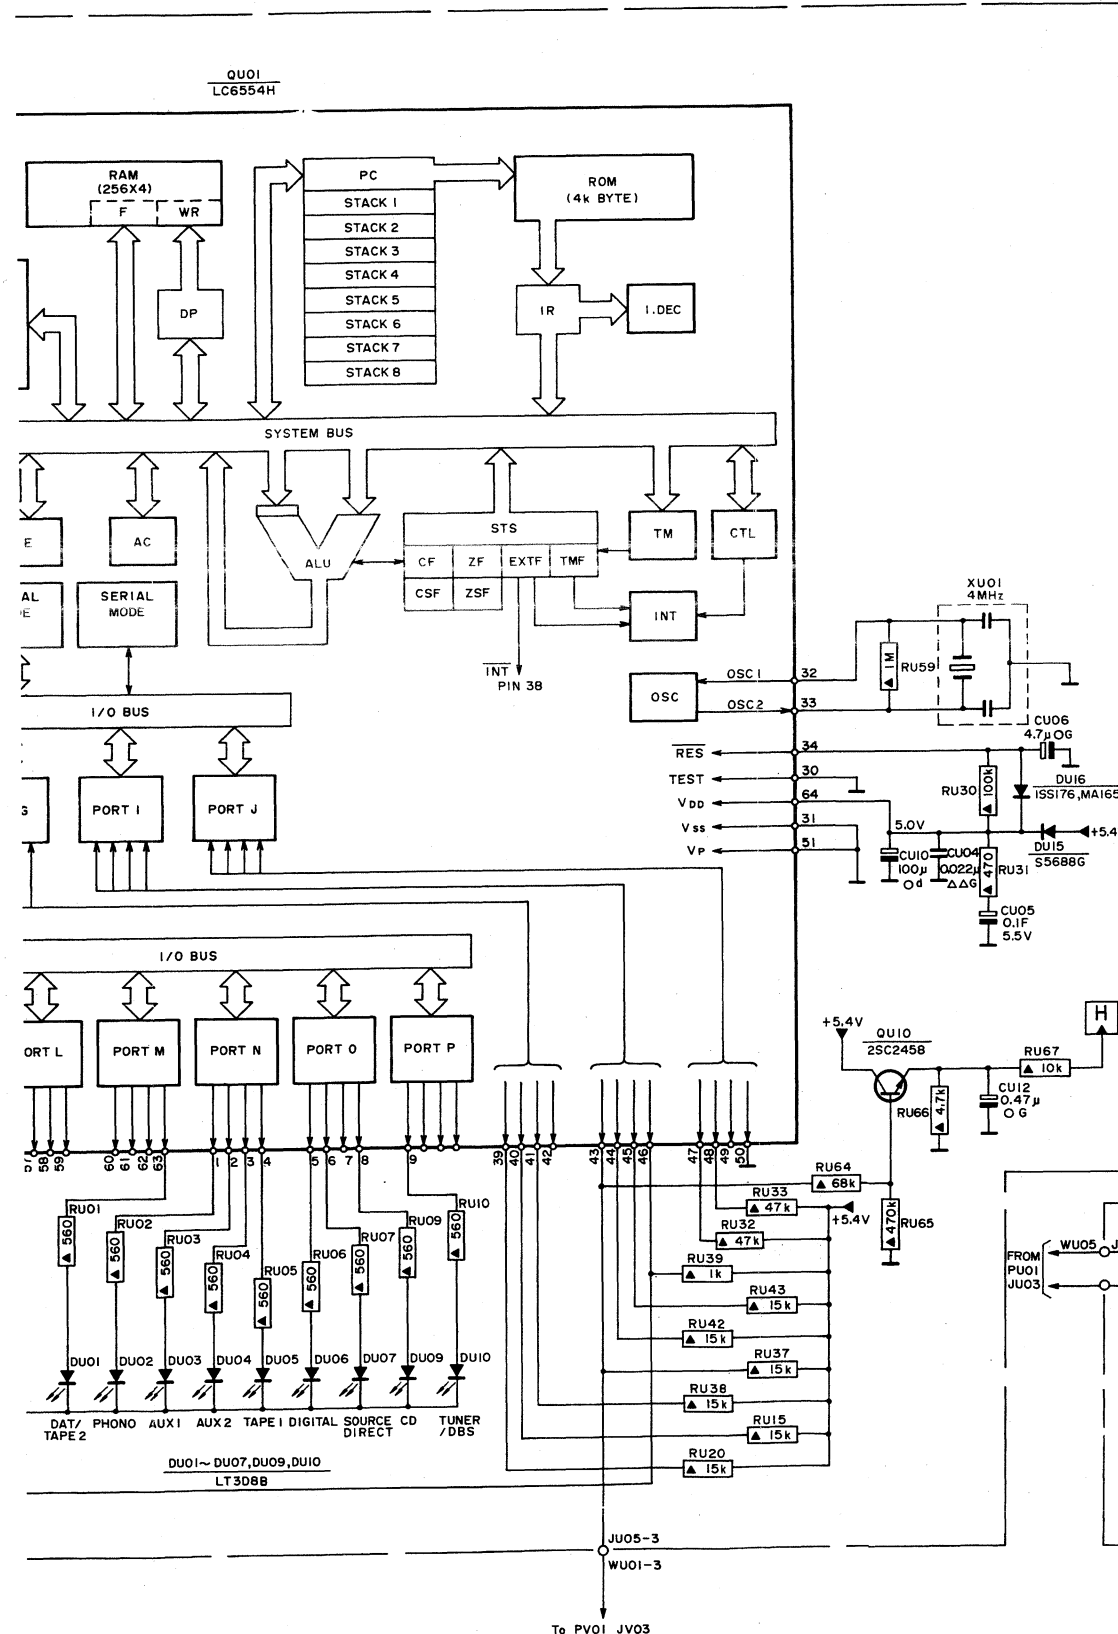 QU01
LC6554H
RAM
(256X4)
F
WR
PC
STACK 1
STACK 2
STACK 3
STACK 4
STACK 5
STACK 6
STACK 7
STACK 8
ROM
(4k BYTE)
DP
IR
I.DEC
SYSTEM BUS
E
AC
ALU
STS
CF
ZF
EXTF
TMF
CSF
ZSF
TM
CTL
AL
SERIAL
MODE
INT
INT
PIN 38
XU01
4MHz
1M
RU59
OSC
OSC1
32
OSC2
33
I/O BUS
CU06
4.7μ G
RES
34
TEST
30
VDD
64
VSS
31
VP
51
G
PORT I
PORT J
RU30
100k
DU16
1SS176,MA165
5.0V
+5.4
DU15
S5688G
CU10
100μ
d
CU04
0.022μ
△△G
470
RU31
CU05
0.1F
5.5V
I/O BUS
ORT L
PORT M
PORT N
PORT O
PORT P
+5.4V
QU10
2SC2458
H
RU67
10k
CU12
0.47μ
G
RU66
4.7k
58
59
60
61
62
63
1
2
3
4
5
6
7
8
9
39
40
41
42
43
44
45
46
47
48
49
50
RU64
68k
RU33
47k
+5.4V
470k
RU65
RU32
47k
RU39
1k
RU43
15k
RU42
15k
RU37
15k
RU38
15k
RU15
15k
RU20
15k
FROM
PU01
JU03
WU05
J
RU01
560
RU02
560
RU03
560
RU04
560
RU05
560
RU06
560
RU07
560
RU09
560
RU10
560
DU01
DU02
DU03
DU04
DU05
DU06
DU07
DU09
DU10
DAT/
TAPE 2
PHONO
AUX1
AUX2
TAPE1
DIGITAL
SOURCE
DIRECT
CD
TUNER
/DBS
DU01~DU07,DU09,DU10
LT3D8B
JU05-3
WU01-3
To PV01 JV03